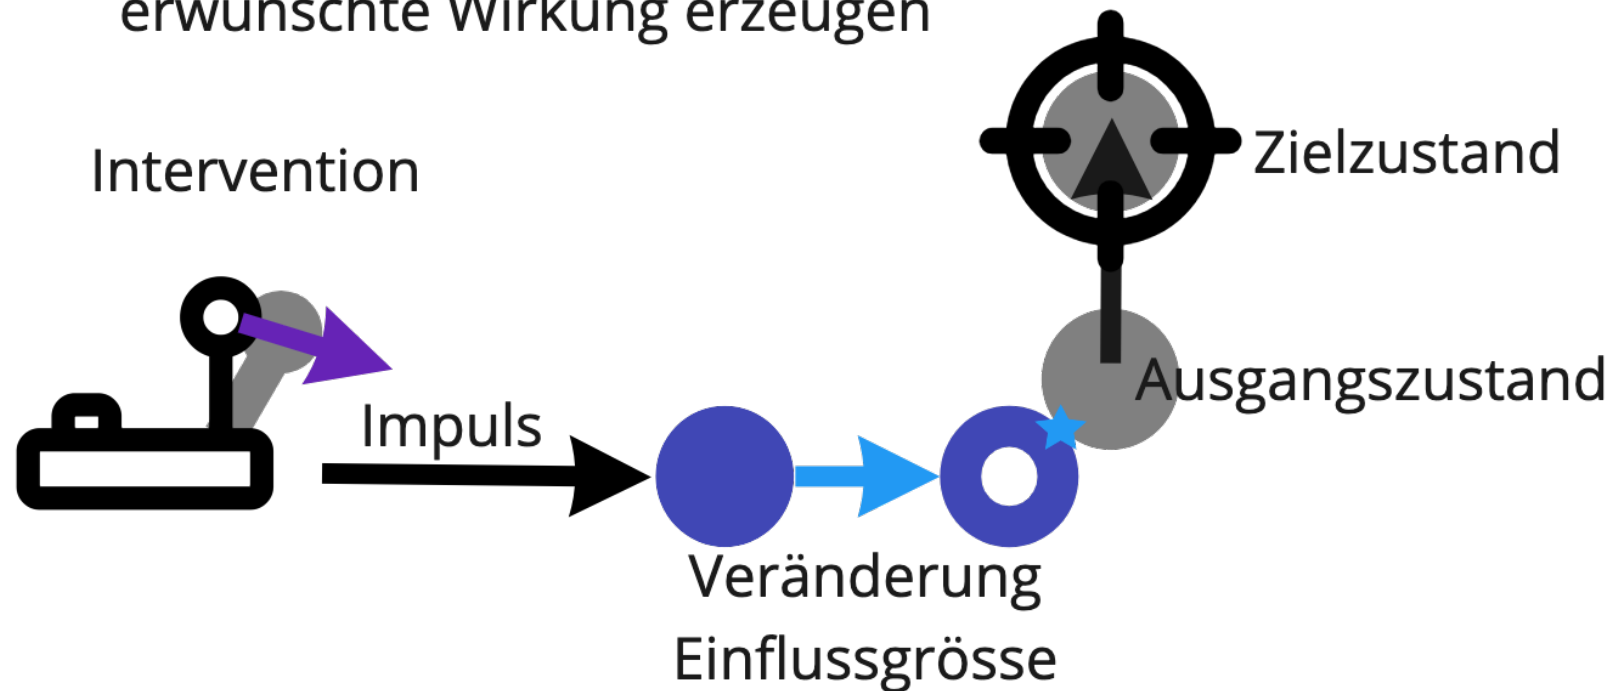 erwünschte Wirkung erzeugen
Intervention
Zielzustand
Ausgangszustand
Impuls
Veränderung
Einflussgrösse